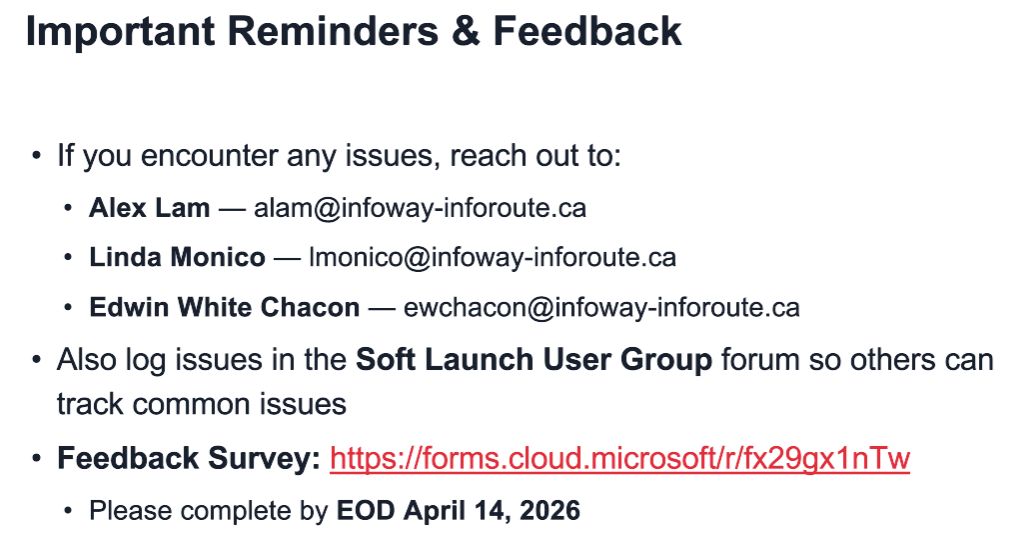 Important Reminders & Feedback
• If you encounter any issues, reach out to:
• Alex Lam — alam@infoway-inforoute.ca
• Linda Monico — lmonico@infoway-inforoute.ca
• Edwin White Chacon — ewchacon@infoway-inforoute.ca
• Also log issues in the Soft Launch User Group forum so others can
track common issues
• Feedback Survey: https://forms.cloud.microsoft/r/fx29gx1nTw
• Please complete by EOD April 14, 2026